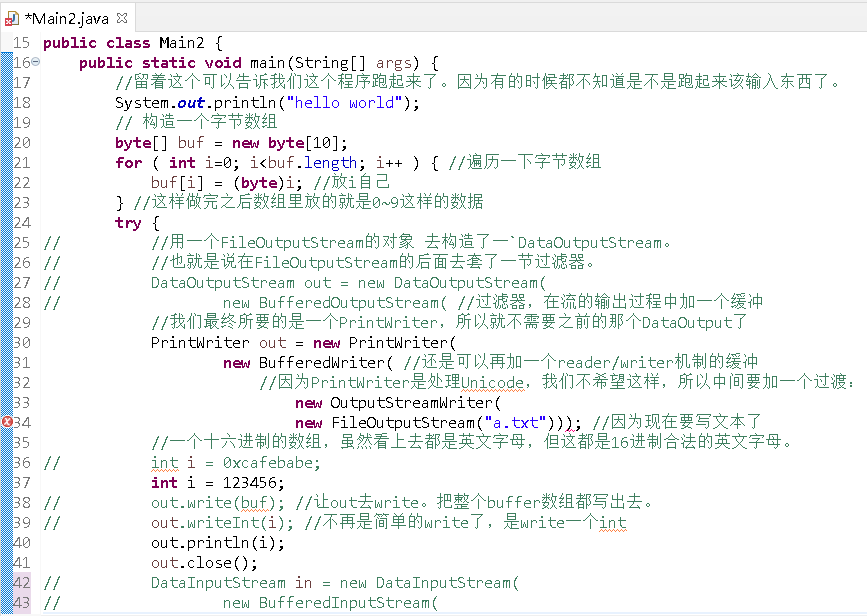 *Main2.java
15 public class Main2 {
16 public static void main(String[] args) {
17 //留着这个可以告诉我们这个程序跑起来了。因为有的时候都不知道是不是跑起来该输入东西了。
18 System.out.println("hello world");
19 // 构造一个字节数组
20 byte[] buf = new byte[10];
21 for ( int i=0; i<buf.length; i++ ) { //遍历一下字节数组
22 buf[i] = (byte)i; //放i自己
23 } //这样做完之后数组里放的就是0~9这样的数据
24 try {
25 // //用一个FileOutputStream的对象 去构造了一`DataOutputStream。
26 // //也就是说在FileOutputStream的后面去套了一节过滤器。
27 // DataOutputStream out = new DataOutputStream(
28 // new BufferedOutputStream( //过滤器，在流的输出过程中加一个缓冲
29 //我们最终所要的是一个PrintWriter，所以就不需要之前的那个DataOutput了
30 PrintWriter out = new PrintWriter(
31 new BufferedWriter( //还是可以再加一个reader/writer机制的缓冲
32 //因为PrintWriter是处理Unicode，我们不希望这样，所以中间要加一个过渡：
33 new OutputStreamWriter(
34 new FileOutputStream("a.txt"))); //因为现在要写文本了
35 //一个十六进制的数组，虽然看上去都是英文字母，但这都是16进制合法的英文字母。
36 // int i = 0xcafebabe;
37 int i = 123456;
38 // out.write(buf); //让out去write。把整个buffer数组都写出去。
39 // out.writeInt(i); //不再是简单的write了，是write一个int
40 out.println(i);
41 out.close();
42 // DataInputStream in = new DataInputStream(
43 // new BufferedInputStream(